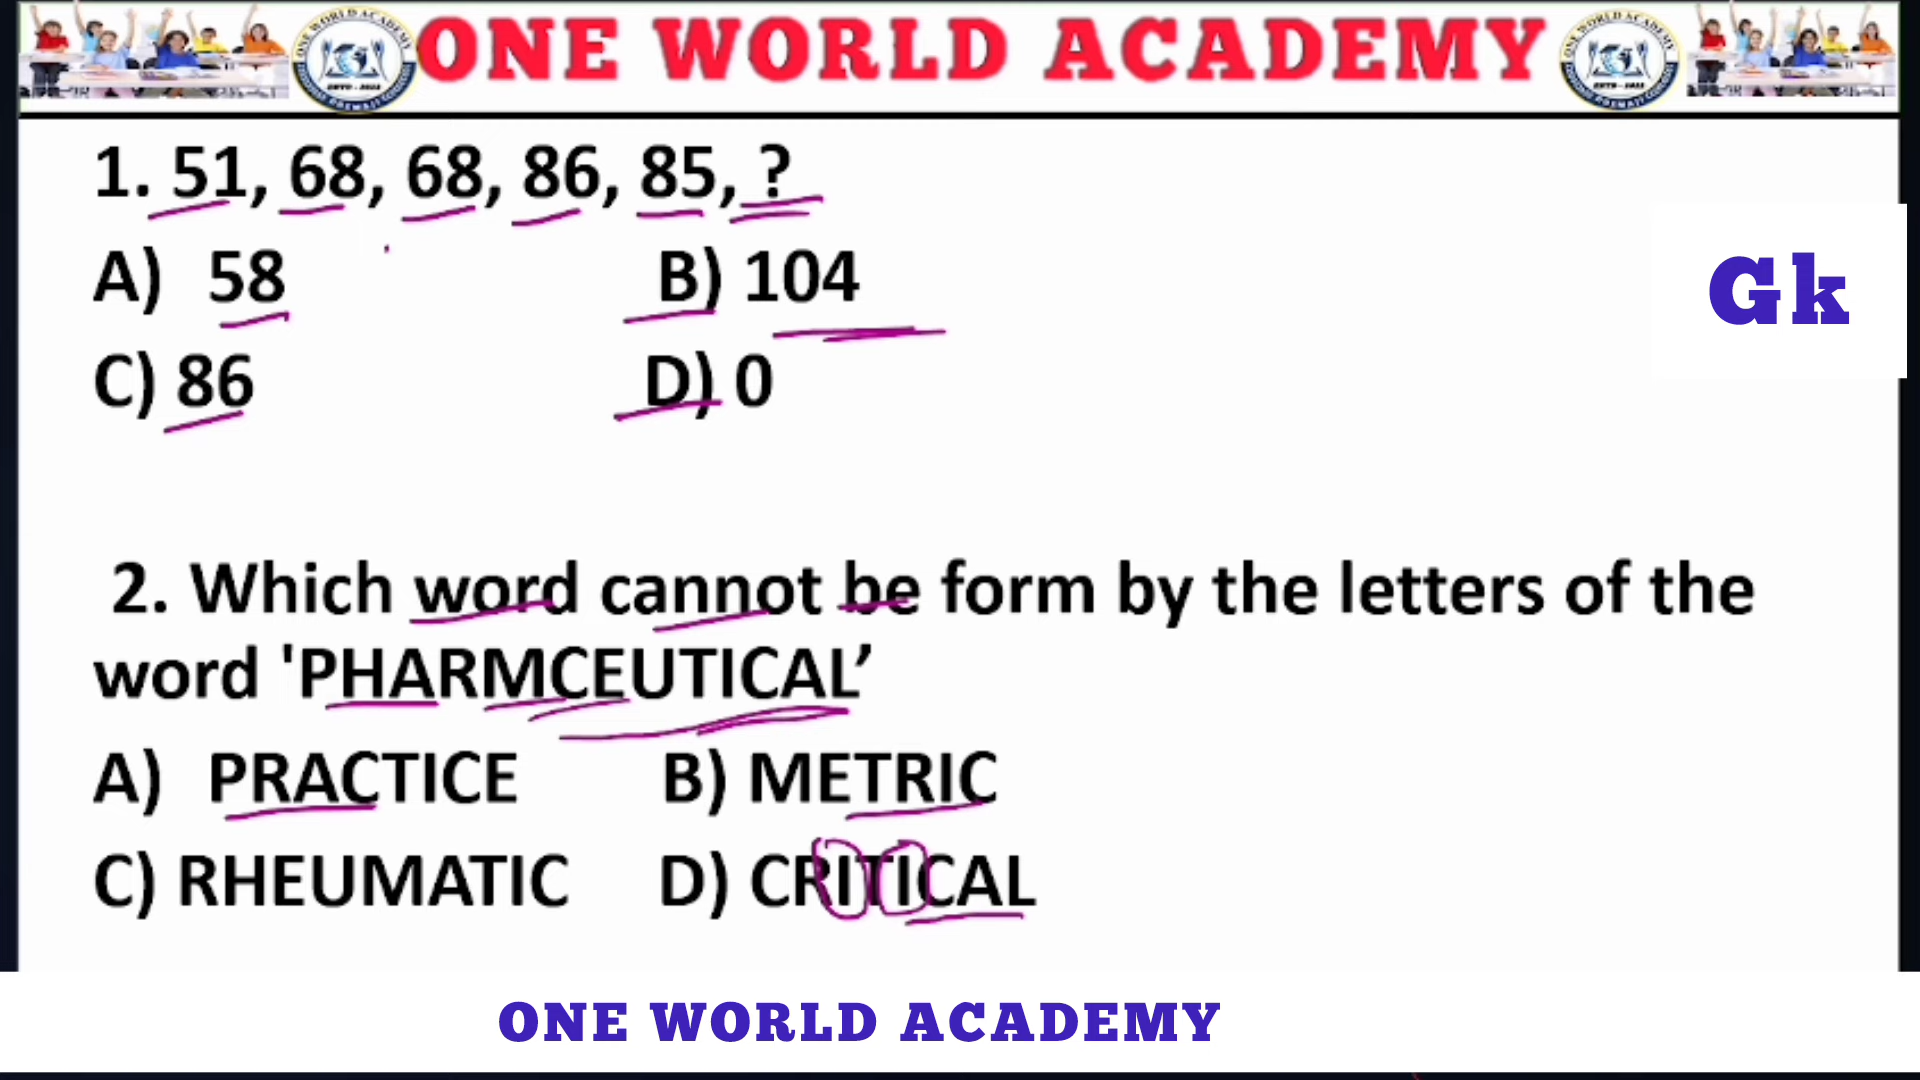 ONE WORLD ACADEMY
1. 51, 68, 68, 86, 85, ?
A) 58 B) 104
C) 86 D) 0
Gk
2. Which word cannot be form by the letters of the
word 'PHARMCEUTICAL’
A) PRACTICE B) METRIC
C) RHEUMATIC D) CRITICAL
ONE WORLD ACADEMY